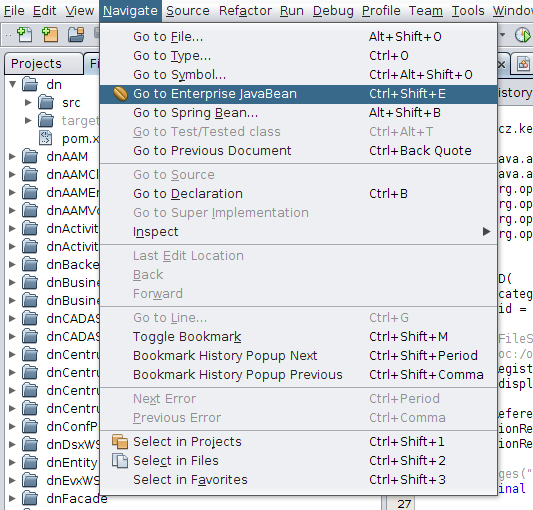 File Edit View Navigate Source Refactor Run Debug Profile Team Tools Window
Projects
dn
src
target
pom.x
dnAAM
dnAAMCl
dnAAMEn
dnAAMVo
dnActivit
dnActivit
dnBacke
dnBusine
dnBusine
dnCADAS
dnCADAS
dnCentru
dnCentru
dnCentru
dnCentru
dnConfP
dnDsxWS
dnEntity
dnEvxWS
dnFacade
Go to File... Alt+Shift+O
Go to Type... Ctrl+O
Go to Symbol... Ctrl+Alt+Shift+O
Go to Enterprise JavaBean Ctrl+Shift+E
Go to Spring Bean... Alt+Shift+B
Go to Test/Tested class Ctrl+Alt+T
Go to Previous Document Ctrl+Back Quote
Go to Source
Go to Declaration Ctrl+B
Go to Super Implementation
Inspect
Last Edit Location
Back
Forward
Go to Line... Ctrl+G
Toggle Bookmark Ctrl+Shift+M
Bookmark History Popup Next Ctrl+Shift+Period
Bookmark History Popup Previous Ctrl+Shift+Comma
Next Error Ctrl+Period
Previous Error Ctrl+Comma
Select in Projects Ctrl+Shift+1
Select in Files Ctrl+Shift+2
Select in Favorites Ctrl+Shift+3
istory
cz.ke
ava.a
ava.a
rg.op
rg.op
rg.op
D(
categ
id =
FileS
oc:/o
egist
displ
efere
ionRe
ionRe
ges("
inal
27